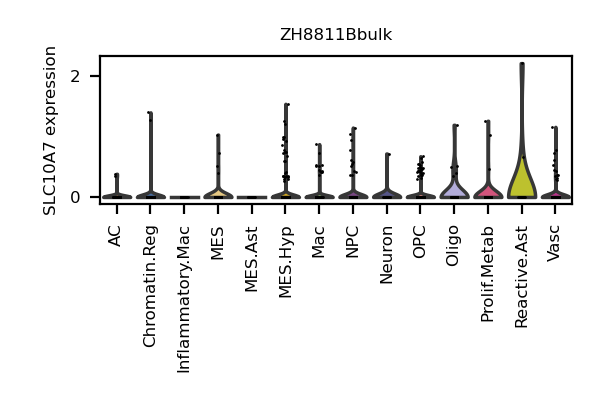 ZH8811Bbulk
SLC10A7 expression
2
0
AC
Chromatin.Reg
Inflammatory.Mac
MES
MES.Ast
MES.Hyp
Mac
NPC
Neuron
OPC
Oligo
Prolif.Metab
Reactive.Ast
Vasc